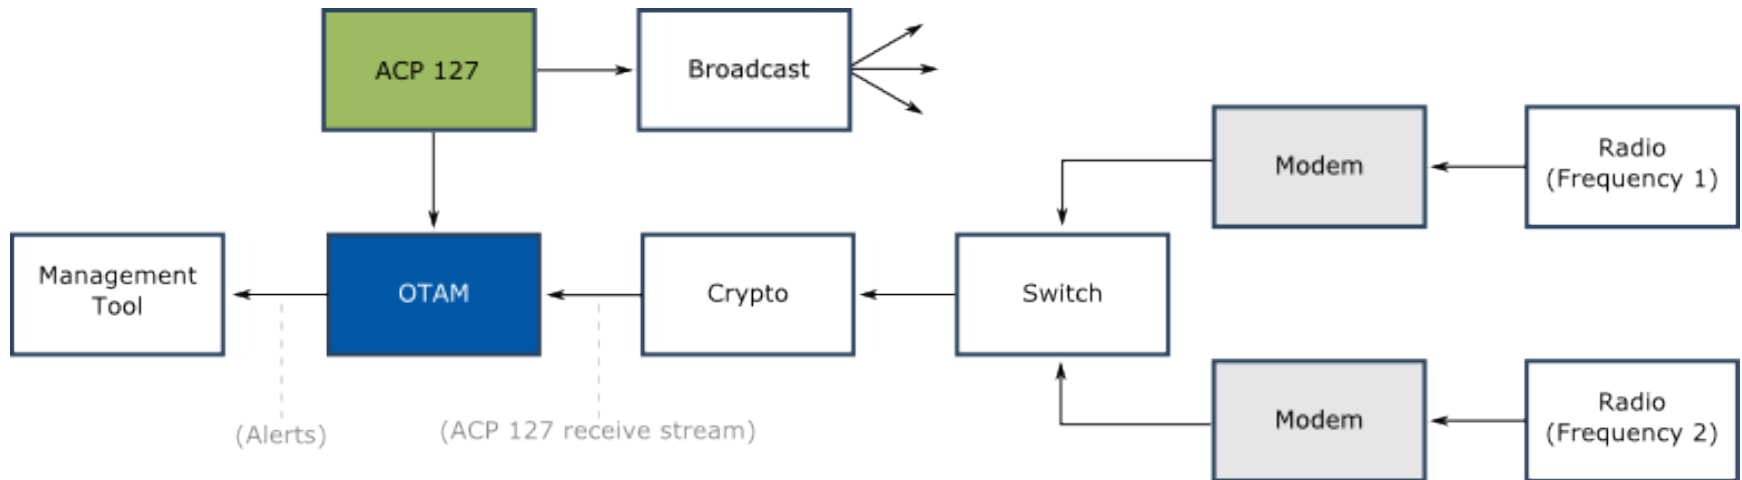 ACP 127
Broadcast
Modem
Radio
(Frequency 1)
Management
Tool
OTAM
Crypto
Switch
Modem
Radio
(Frequency 2)
(Alerts)
(ACP 127 receive stream)